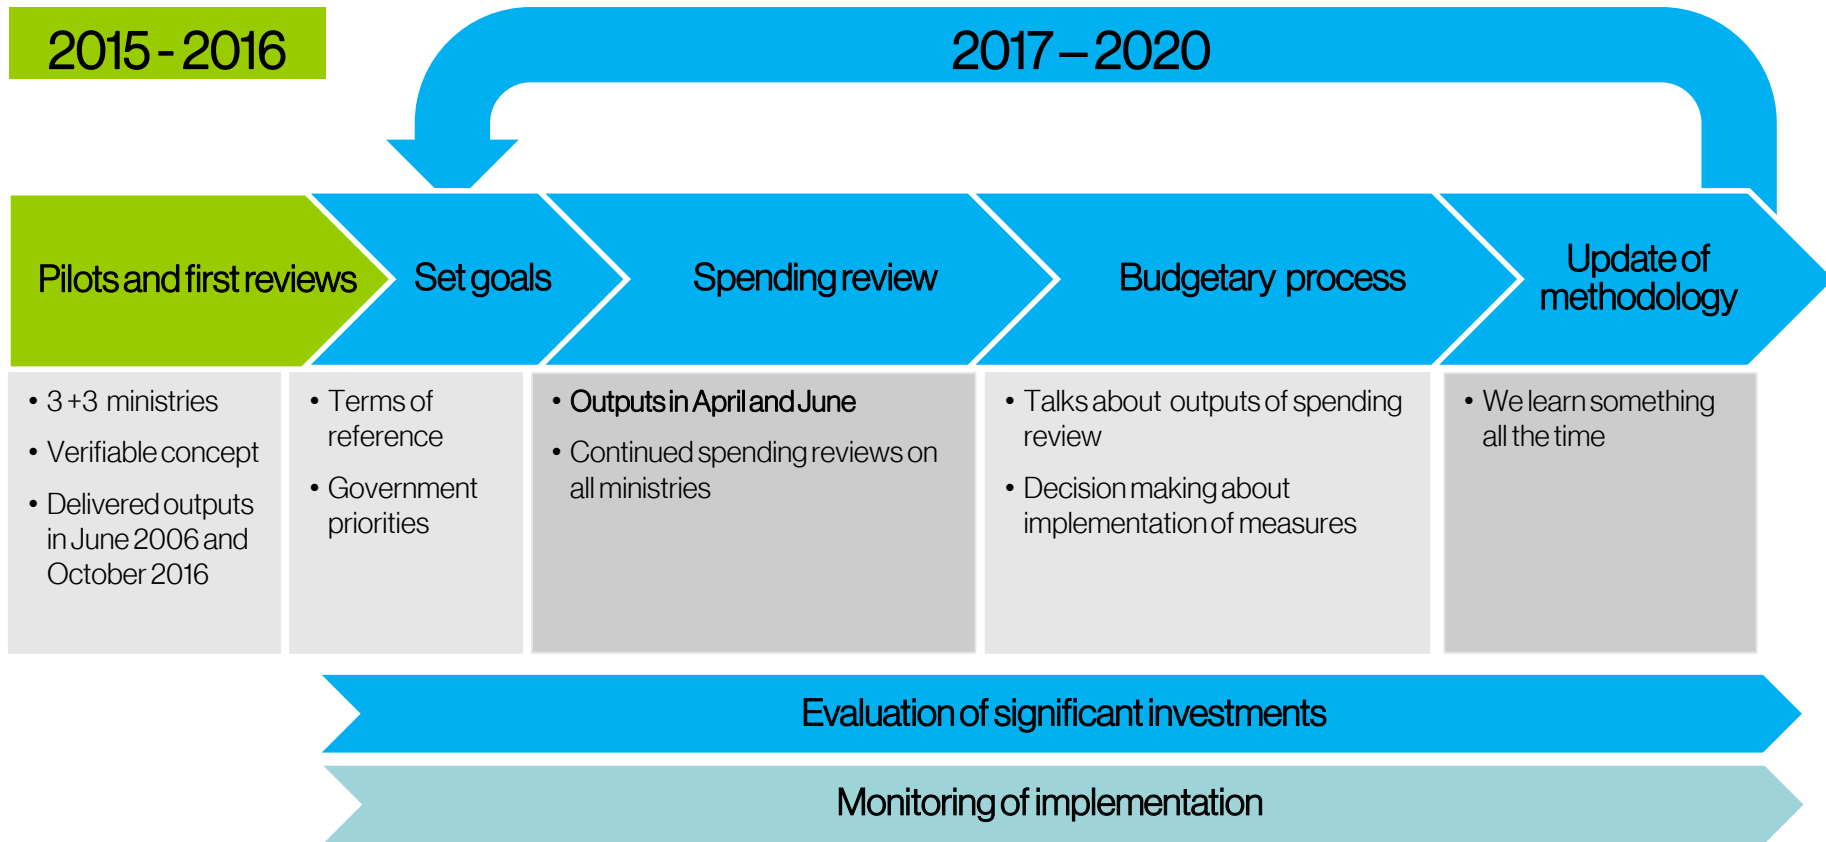 2015 - 2016
2017 – 2020
Pilots and first reviews
Set goals
Spending review
Budgetary process
Update of
methodology
• 3 +3 ministries
• Verifiable concept
• Delivered outputs
in June 2006 and
October 2016
• Terms of
reference
• Government
priorities
• Outputs in April and June
• Continued spending reviews on
all ministries
• Talks about outputs of spending
review
• Decision making about
implementation of measures
• We learn something
all the time
Evaluation of significant investments
Monitoring of implementation